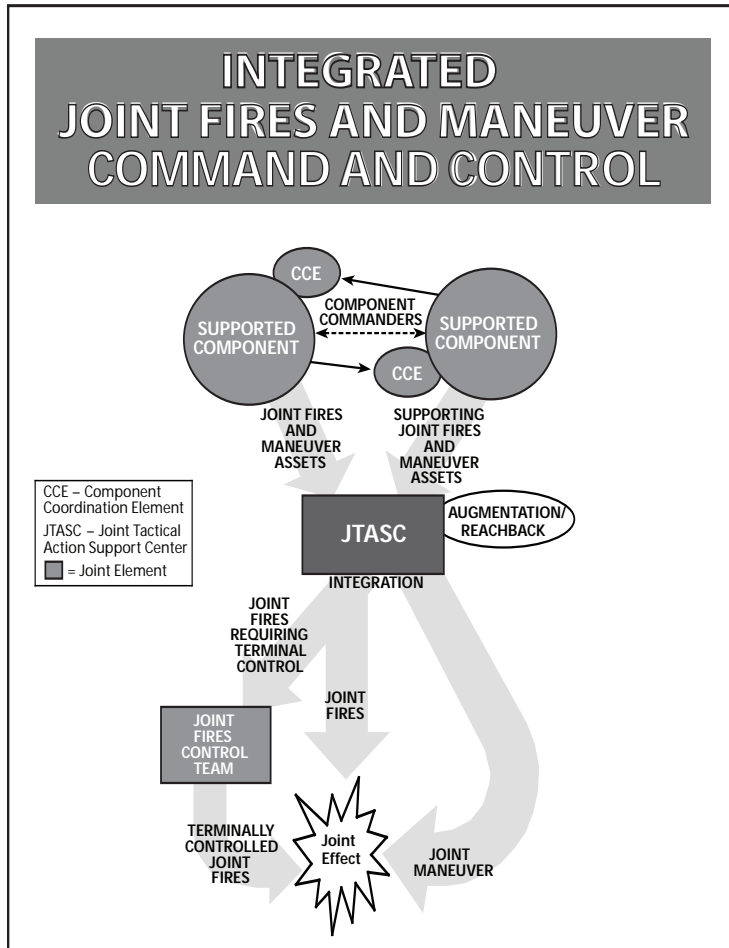 INTEGRATED
JOINT FIRES AND MANEUVER
COMMAND AND CONTROL
CCE
SUPPORTED
COMPONENT
COMPONENT
COMMANDERS
SUPPORTED
COMPONENT
CCE
JOINT FIRES
AND
MANEUVER
ASSETS
SUPPORTING
JOINT FIRES
AND
MANEUVER
ASSETS
CCE – Component
Coordination Element
JTASC – Joint Tactical
Action Support Center
= Joint Element
JTASC
AUGMENTATION/
REACHBACK
INTEGRATION
JOINT
FIRES
REQUIRING
TERMINAL
CONTROL
JOINT
FIRES
JOINT
FIRES
CONTROL
TEAM
TERMINALLY
CONTROLLED
JOINT
FIRES
Joint
Effect
JOINT
MANEUVER